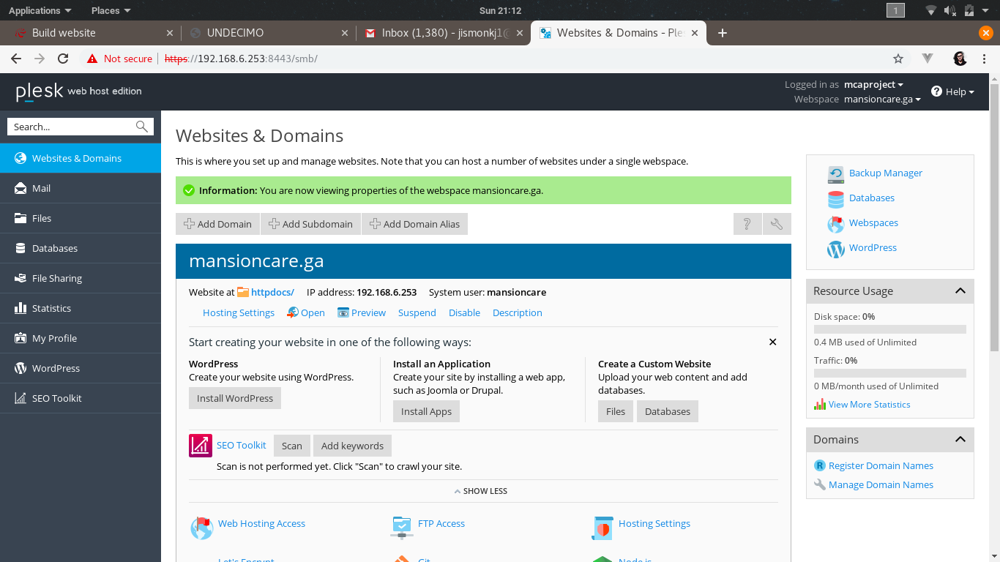 Applications Places Sun 21:12 1
Build website UNDECIMO Inbox (1,380) - jismonkj1@ Websites & Domains - Ples
Not secure https://192.168.6.253:8443/smb/
plesk web host edition
Logged in as mcaproject
Webspace mansioncare.ga
Help
Search...
Websites & Domains
Mail
Files
Databases
File Sharing
Statistics
My Profile
WordPress
SEO Toolkit
Websites & Domains
This is where you set up and manage websites. Note that you can host a number of websites under a single webspace.
Information: You are now viewing properties of the webspace mansioncare.ga.
Add Domain Add Subdomain Add Domain Alias ?
mansioncare.ga
Website at httpdocs/ IP address: 192.168.6.253 System user: mansioncare
Hosting Settings Open Preview Suspend Disable Description
Start creating your website in one of the following ways:
WordPress
Create your website using WordPress.
Install WordPress
Install an Application
Create your site by installing a web app,
such as Joomla or Drupal.
Install Apps
Create a Custom Website
Upload your web content and add
databases.
Files Databases
SEO Toolkit Scan Add keywords
Scan is not performed yet. Click "Scan" to crawl your site.
SHOW LESS
Web Hosting Access FTP Access Hosting Settings
Let's Encrypt Git Node.js
Backup Manager
Databases
Webspaces
WordPress
Resource Usage
Disk space: 0%
0.4 MB used of Unlimited
Traffic: 0%
0 MB/month used of Unlimited
View More Statistics
Domains
R Register Domain Names
Manage Domain Names